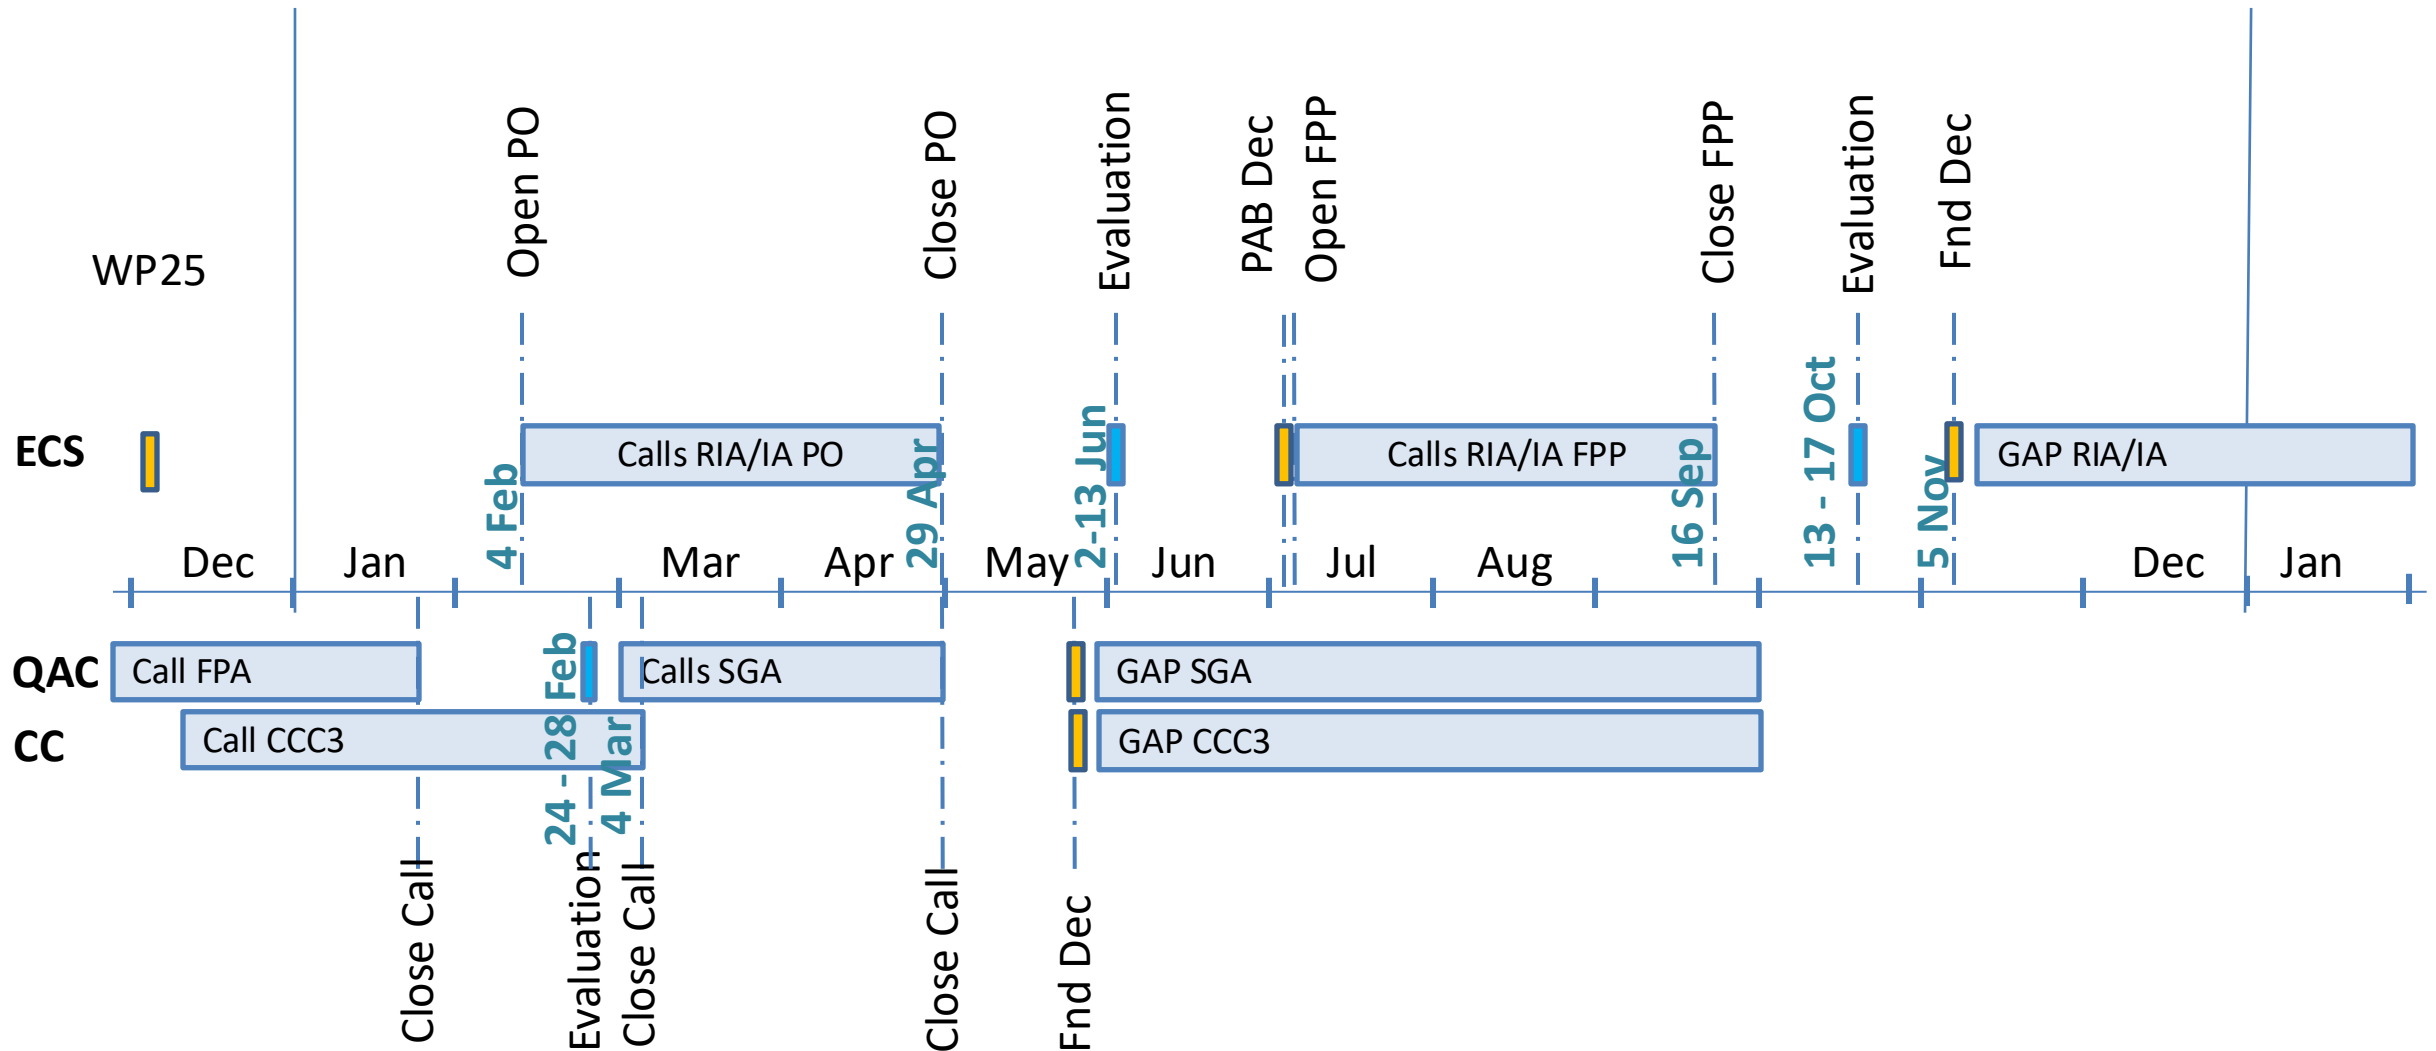 Open PO
Close PO
Evaluation
PAB Dec
Open FPP
Close FPP
Evaluation
Fnd Dec
WP25
ECS
4 Feb
Calls RIA/IA PO
29 Apr
2-13 Jun
Calls RIA/IA FPP
16 Sep
13 - 17 Oct
5 Nov
GAP RIA/IA
Dec
Jan
Mar
Apr
May
Jun
Jul
Aug
Dec
Jan
QAC
Call FPA
24 - 28 Feb
Calls SGA
GAP SGA
CC
Call CCC3
4 Mar
GAP CCC3
Close Call
Evaluation
Close Call
Close Call
Fnd Dec